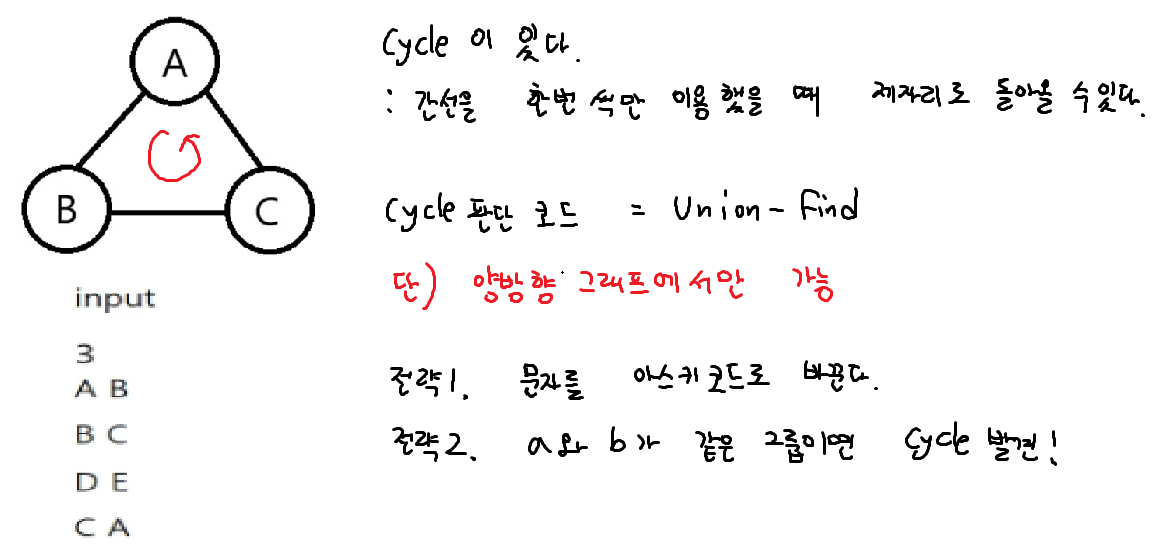 A
B
C
Cycle 이 있다.
: 간선을 한번 씩만 이용했을 때 제자리로 돌아올 수 있다.
Cycle 판단 코드 = Union-Find
단) 양방향 그래프에서만 가능
전략1. 문자를 아스키코드로 바꾼다.
전략2. a와 b가 같은 그룹이면 Cycle 발견!
input
3
A B
B C
D E
C A